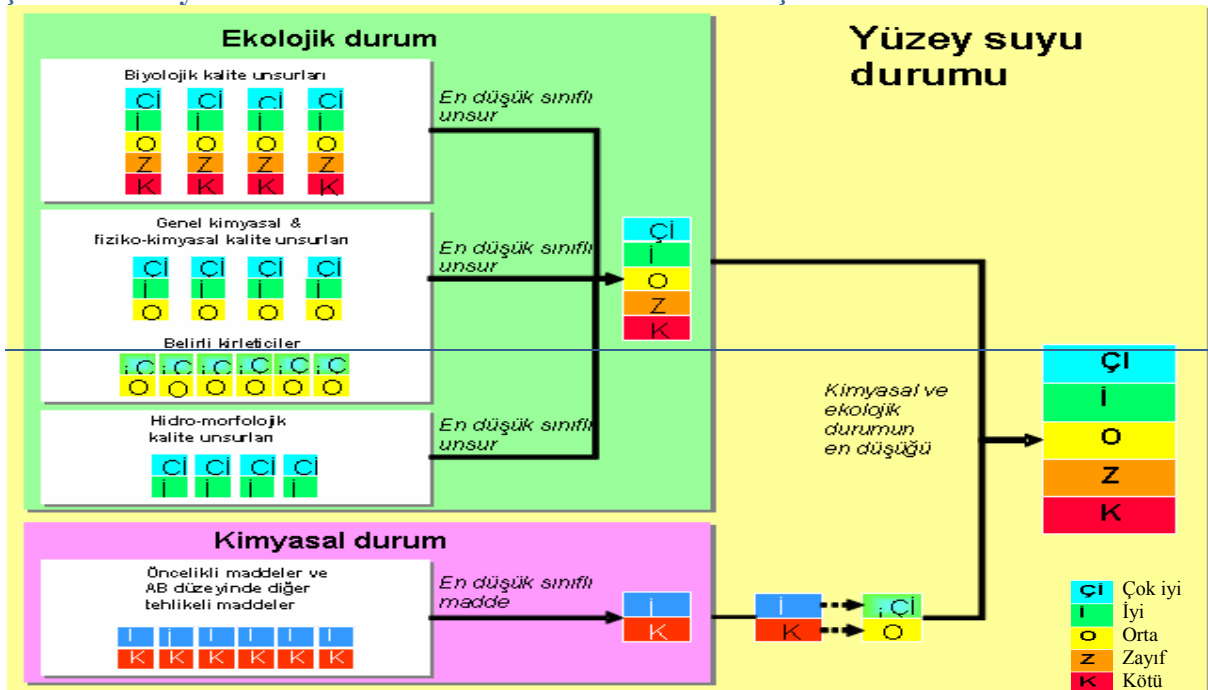 Ekolojik durum
Yüzey suyu
durumu
Biyolojik kalite unsurları
Çİ Çİ Çİ Çİ
İ İ İ İ
O O O O
Z Z Z Z
K K K K
En düşük sınıflı
unsur
Genel kimyasal &
fiziko-kimyasal kalite unsurları
Çİ Çİ Çİ Çİ
İ İ İ İ
O O O O
En düşük sınıflı
unsur
Çİ
İ
O
Z
K
Belirli kirleticiler
O O O O O O
Hidro-morfolojik
kalite unsurları
Çİ Çİ Çİ Çİ
İ İ İ İ
En düşük sınıflı
unsur
Kimyasal ve
ekolojik
durumun
en düşüğü
ÇI
İ
O
Z
K
Kimyasal durum
Öncelikli maddeler ve
AB düzeyinde diğer
tehlikeli maddeler
İ İ İ İ İ İ
K K K K K K
En düşük sınıflı
madde
İ
K
İ
K
İ Çİ
O
Çİ Çok iyi
İ İyi
O Orta
Z Zayıf
K Kötü